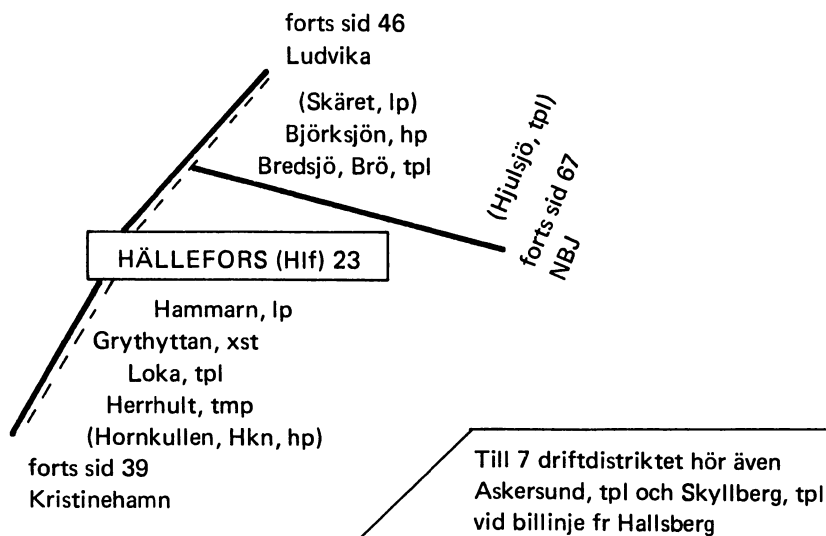 forts sid 46
Ludvika
(Skäret, lp)
Björksjön, hp
Bredsjö, Brö, tpl
(Hjulsjö, tpl)
forts sid 67
NBJ
HÄLLEFORS (Hlf) 23
Hammarn, lp
Grythyttan, xst
Loka, tpl
Herrhult, tmp
(Hornkullen, Hkn, hp)
forts sid 39
Kristinehamn
Till 7 driftdistriktet hör även
Askersund, tpl och Skyllberg, tpl
vid billinje fr Hallsberg